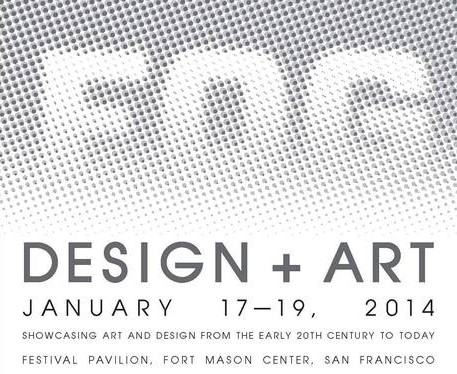 FOG
DESIGN + ART
JANUARY 17–19, 2014
SHOWCASING ART AND DESIGN FROM THE EARLY 20TH CENTURY TO TODAY
FESTIVAL PAVILION, FORT MASON CENTER, SAN FRANCISCO